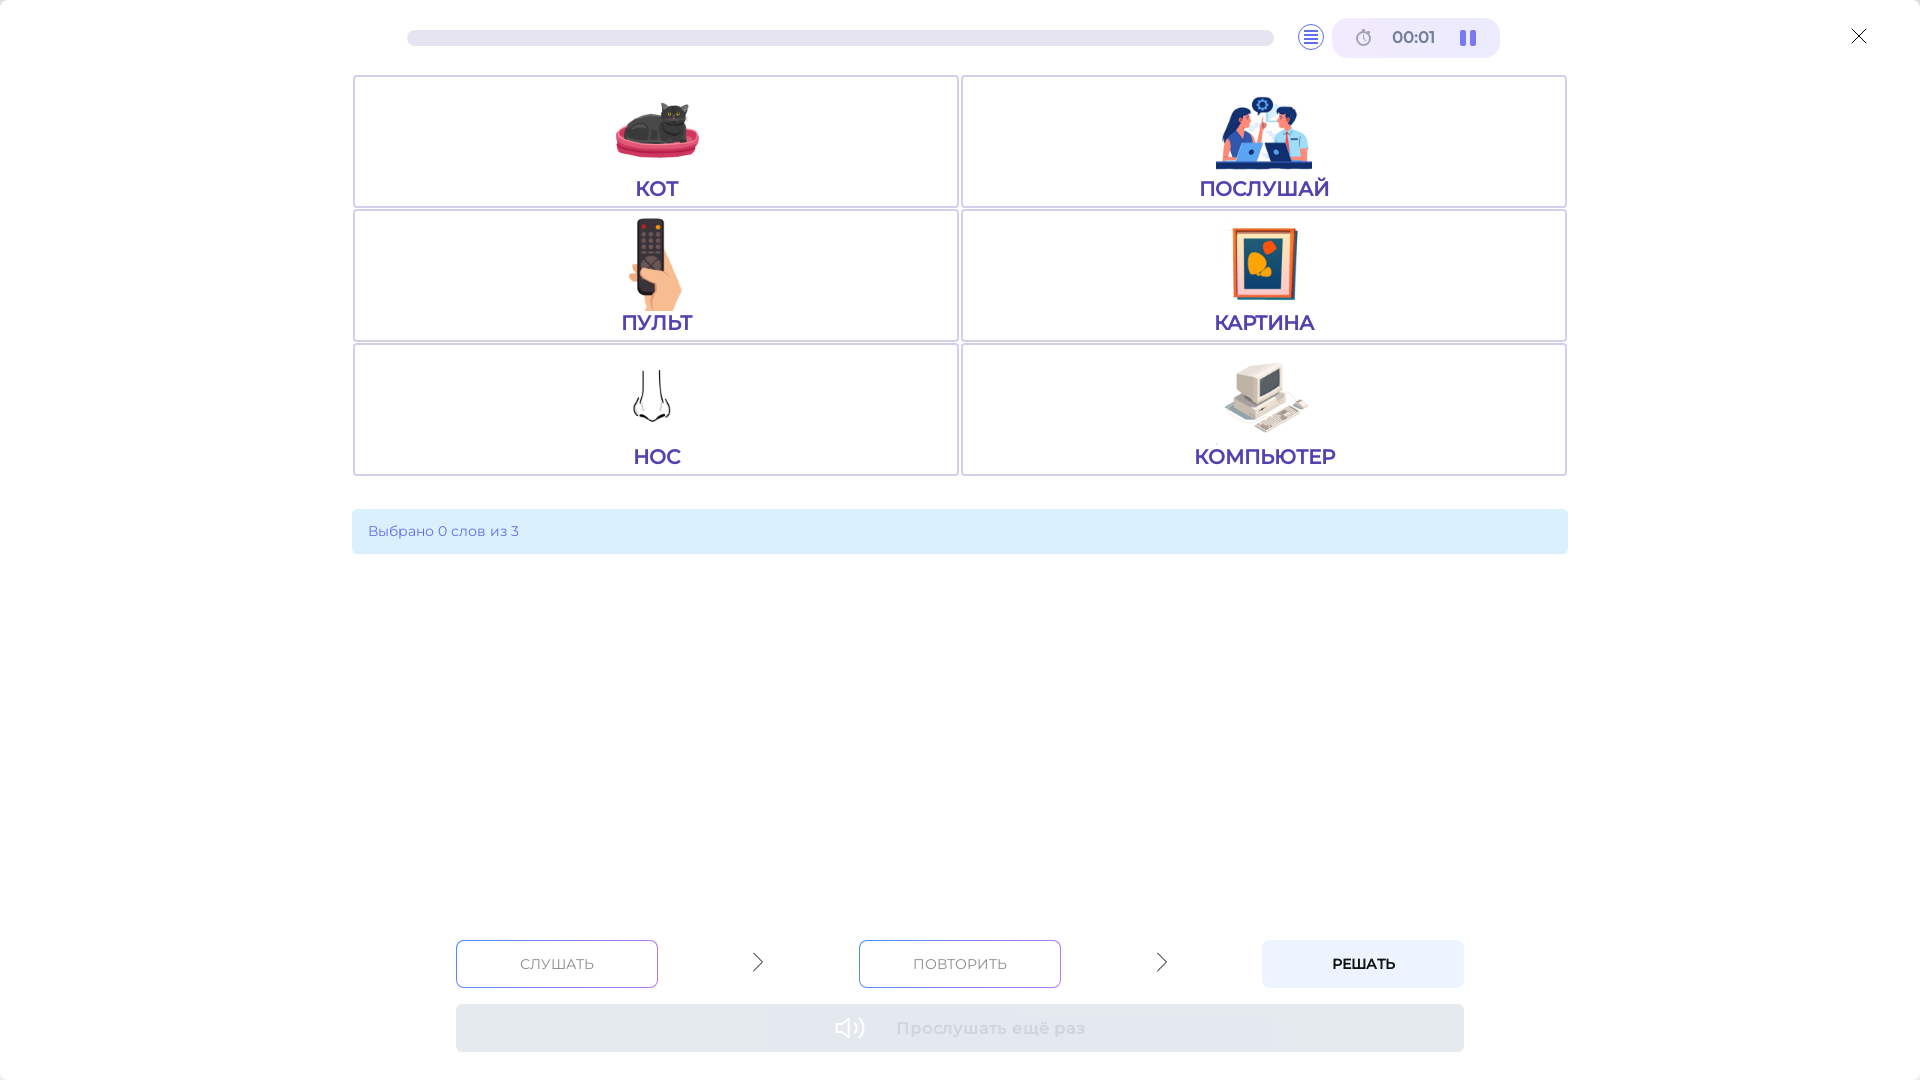 00:01
КОТ
ПОСЛУШАЙ
ПУЛЬТ
КАРТИНА
НОС
КОМПЬЮТЕР
Выбрано 0 слов из 3
СЛУШАТЬ
ПОВТОРИТЬ
РЕШАТЬ
Прослушать ещё раз